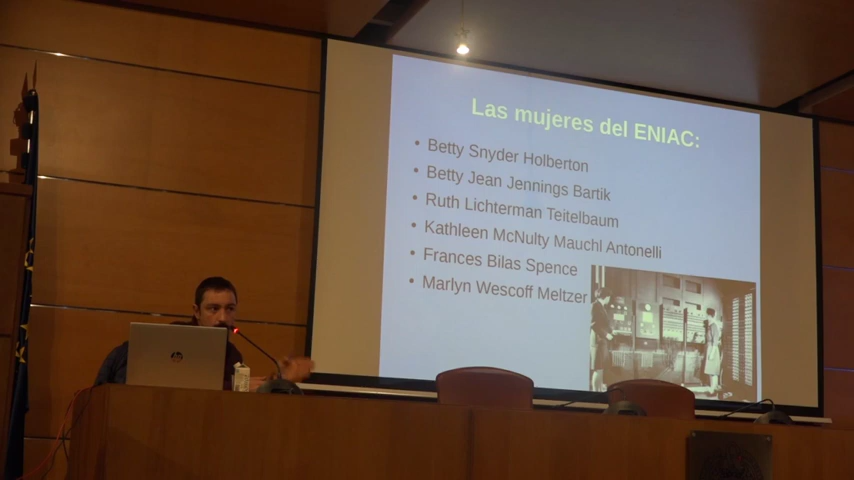 Las mujeres del ENIAC:
• Betty Snyder Holberton
• Betty Jean Jennings Bartik
• Ruth Lichterman Teitelbaum
• Kathleen McNulty Mauchl Antonelli
• Frances Bilas Spence
• Marlyn Wescoff Meltzer
hp